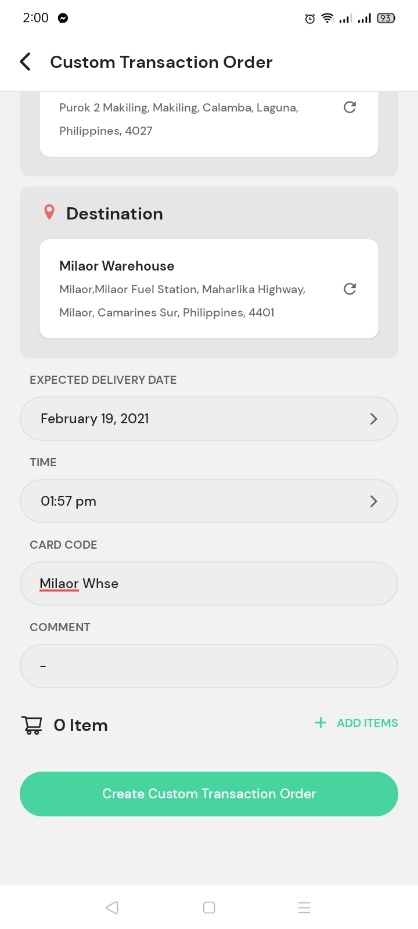 2:00
93
Custom Transaction Order
Purok 2 Makiling, Makiling, Calamba, Laguna,
Philippines, 4027
Destination
Milaor Warehouse
Milaor,Milaor Fuel Station, Maharlika Highway,
Milaor, Camarines Sur, Philippines, 4401
EXPECTED DELIVERY DATE
February 19, 2021
TIME
01:57 pm
CARD CODE
Milaor Whse
COMMENT
-
0 Item
+ ADD ITEMS
Create Custom Transaction Order